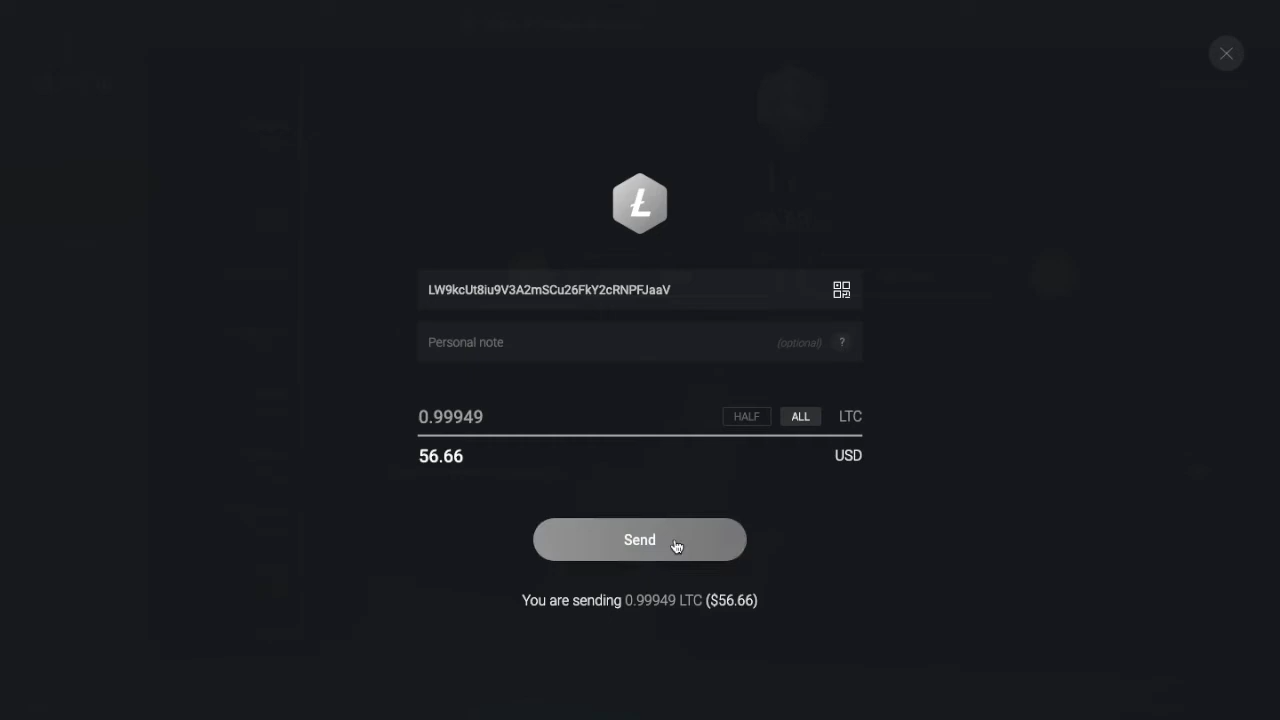 LW9kcUt8iu9V3A2mSCu26FkY2cRNPFJaaV
Personal note (optional) ?
0.99949 HALF ALL LTC
56.66 USD
Send
You are sending 0.99949 LTC ($56.66)